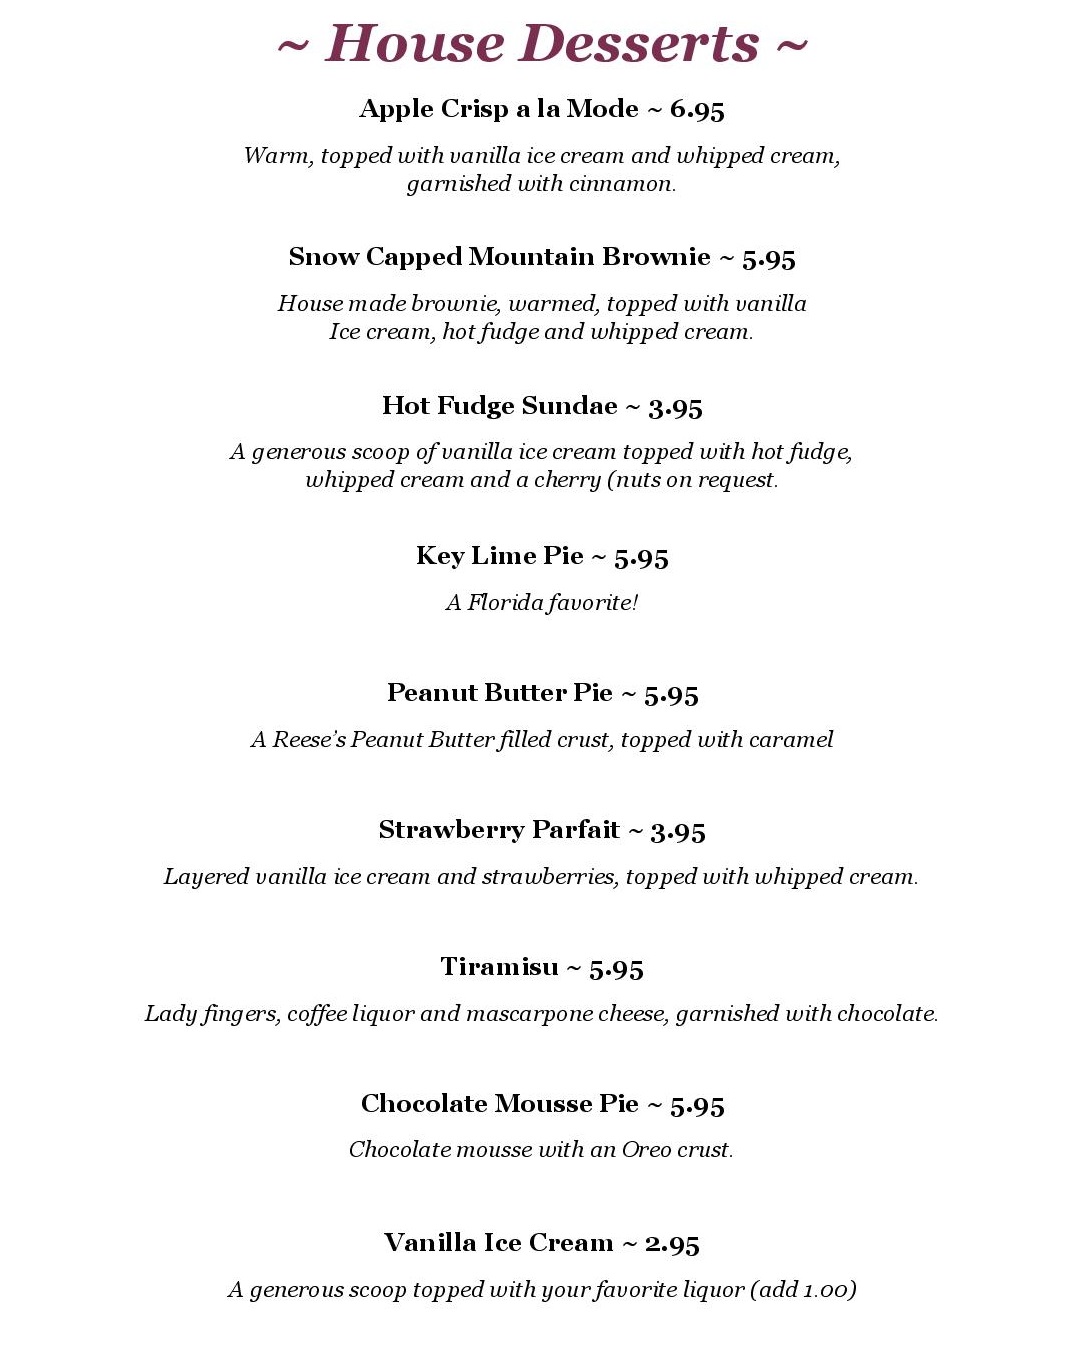 ~ House Desserts ~
Apple Crisp a la Mode ~ 6.95
Warm, topped with vanilla ice cream and whipped cream,
garnished with cinnamon.
Snow Capped Mountain Brownie ~ 5.95
House made brownie, warmed, topped with vanilla
Ice cream, hot fudge and whipped cream.
Hot Fudge Sundae ~ 3.95
A generous scoop of vanilla ice cream topped with hot fudge,
whipped cream and a cherry (nuts on request.
Key Lime Pie ~ 5.95
A Florida favorite!
Peanut Butter Pie ~ 5.95
A Reese’s Peanut Butter filled crust, topped with caramel
Strawberry Parfait ~ 3.95
Layered vanilla ice cream and strawberries, topped with whipped cream.
Tiramisu ~ 5.95
Lady fingers, coffee liquor and mascarpone cheese, garnished with chocolate.
Chocolate Mousse Pie ~ 5.95
Chocolate mousse with an Oreo crust.
Vanilla Ice Cream ~ 2.95
A generous scoop topped with your favorite liquor (add 1.00)